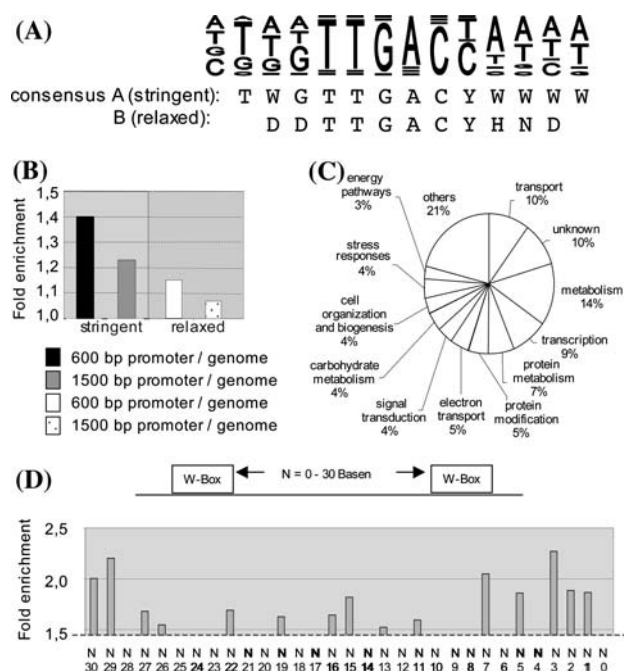 (A)
consensus A (stringent): T W G T T G A C Y W W W W
B (relaxed): D D T T G A C Y H N D
(B)
Fold enrichment
1,5
1,4
1,3
1,2
1,1
1,0
stringent relaxed
600 bp promoter / genome
1500 bp promoter / genome
600 bp promoter / genome
1500 bp promoter / genome
(C)
energy pathways 3%
others 21%
transport 10%
unknown 10%
metabolism 14%
transcription 9%
protein metabolism 7%
protein modification 5%
electron transport 5%
signal transduction 4%
carbohydrate metabolism 4%
cell organization and biogenesis 4%
stress responses 4%
(D)
W-Box N = 0 - 30 Basen W-Box
Fold enrichment
2,5
2,0
1,5
N N N N N N N N N N N N N N N N N N N N N N N N N N N N N N N
30 29 28 27 26 25 24 23 22 21 20 19 18 17 16 15 14 13 12 11 10 9 8 7 6 5 4 3 2 1 0